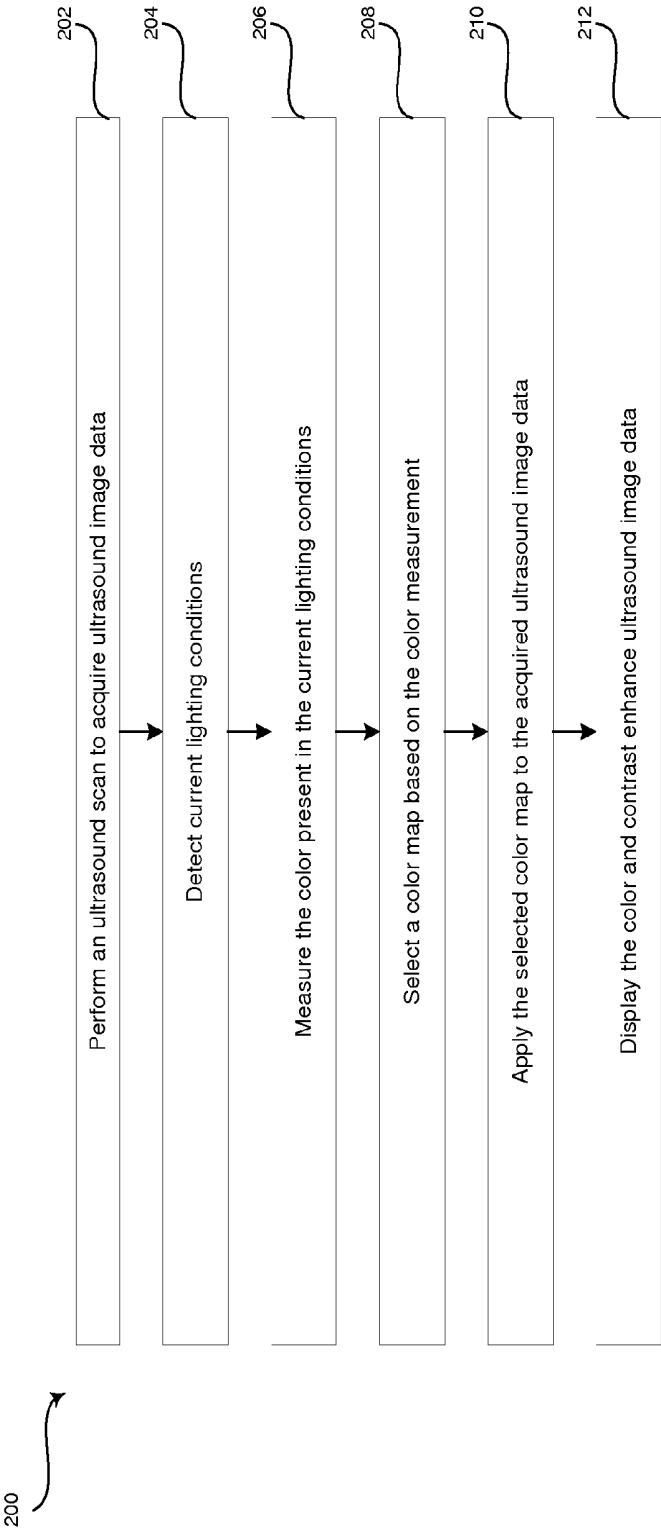 200
202
Perform an ultrasound scan to acquire ultrasound image data
204
Detect current lighting conditions
206
Measure the color present in the current lighting conditions
208
Select a color map based on the color measurement
210
Apply the selected color map to the acquired ultrasound image data
212
Display the color and contrast enhance ultrasound image data